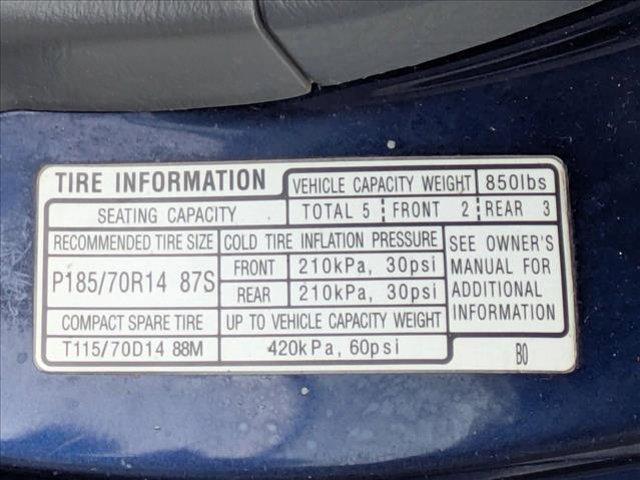 TIRE INFORMATION VEHICLE CAPACITY WEIGHT 850lbs
SEATING CAPACITY TOTAL 5 FRONT 2 REAR 3
RECOMMENDED TIRE SIZE COLD TIRE INFLATION PRESSURE SEE OWNER'S
MANUAL FOR
ADDITIONAL
INFORMATION
P185/70R14 87S FRONT 210kPa, 30psi
REAR 210kPa, 30psi
COMPACT SPARE TIRE UP TO VEHICLE CAPACITY WEIGHT
T115/70D14 88M 420kPa, 60psi B0